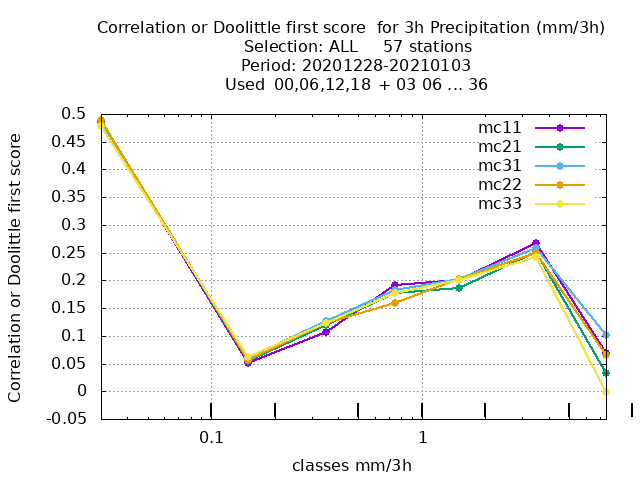 Correlation or Doolittle first score  for 3h Precipitation (mm/3h)
Selection: ALL     57 stations
Period: 20201228-20210103
Used  00,06,12,18  + 03 06 ... 36
Correlation or Doolittle first score
0.5
0.45
0.4
0.35
0.3
0.25
0.2
0.15
0.1
0.05
0
-0.05
mc11
mc21
mc31
mc22
mc33
0.1
1
classes mm/3h